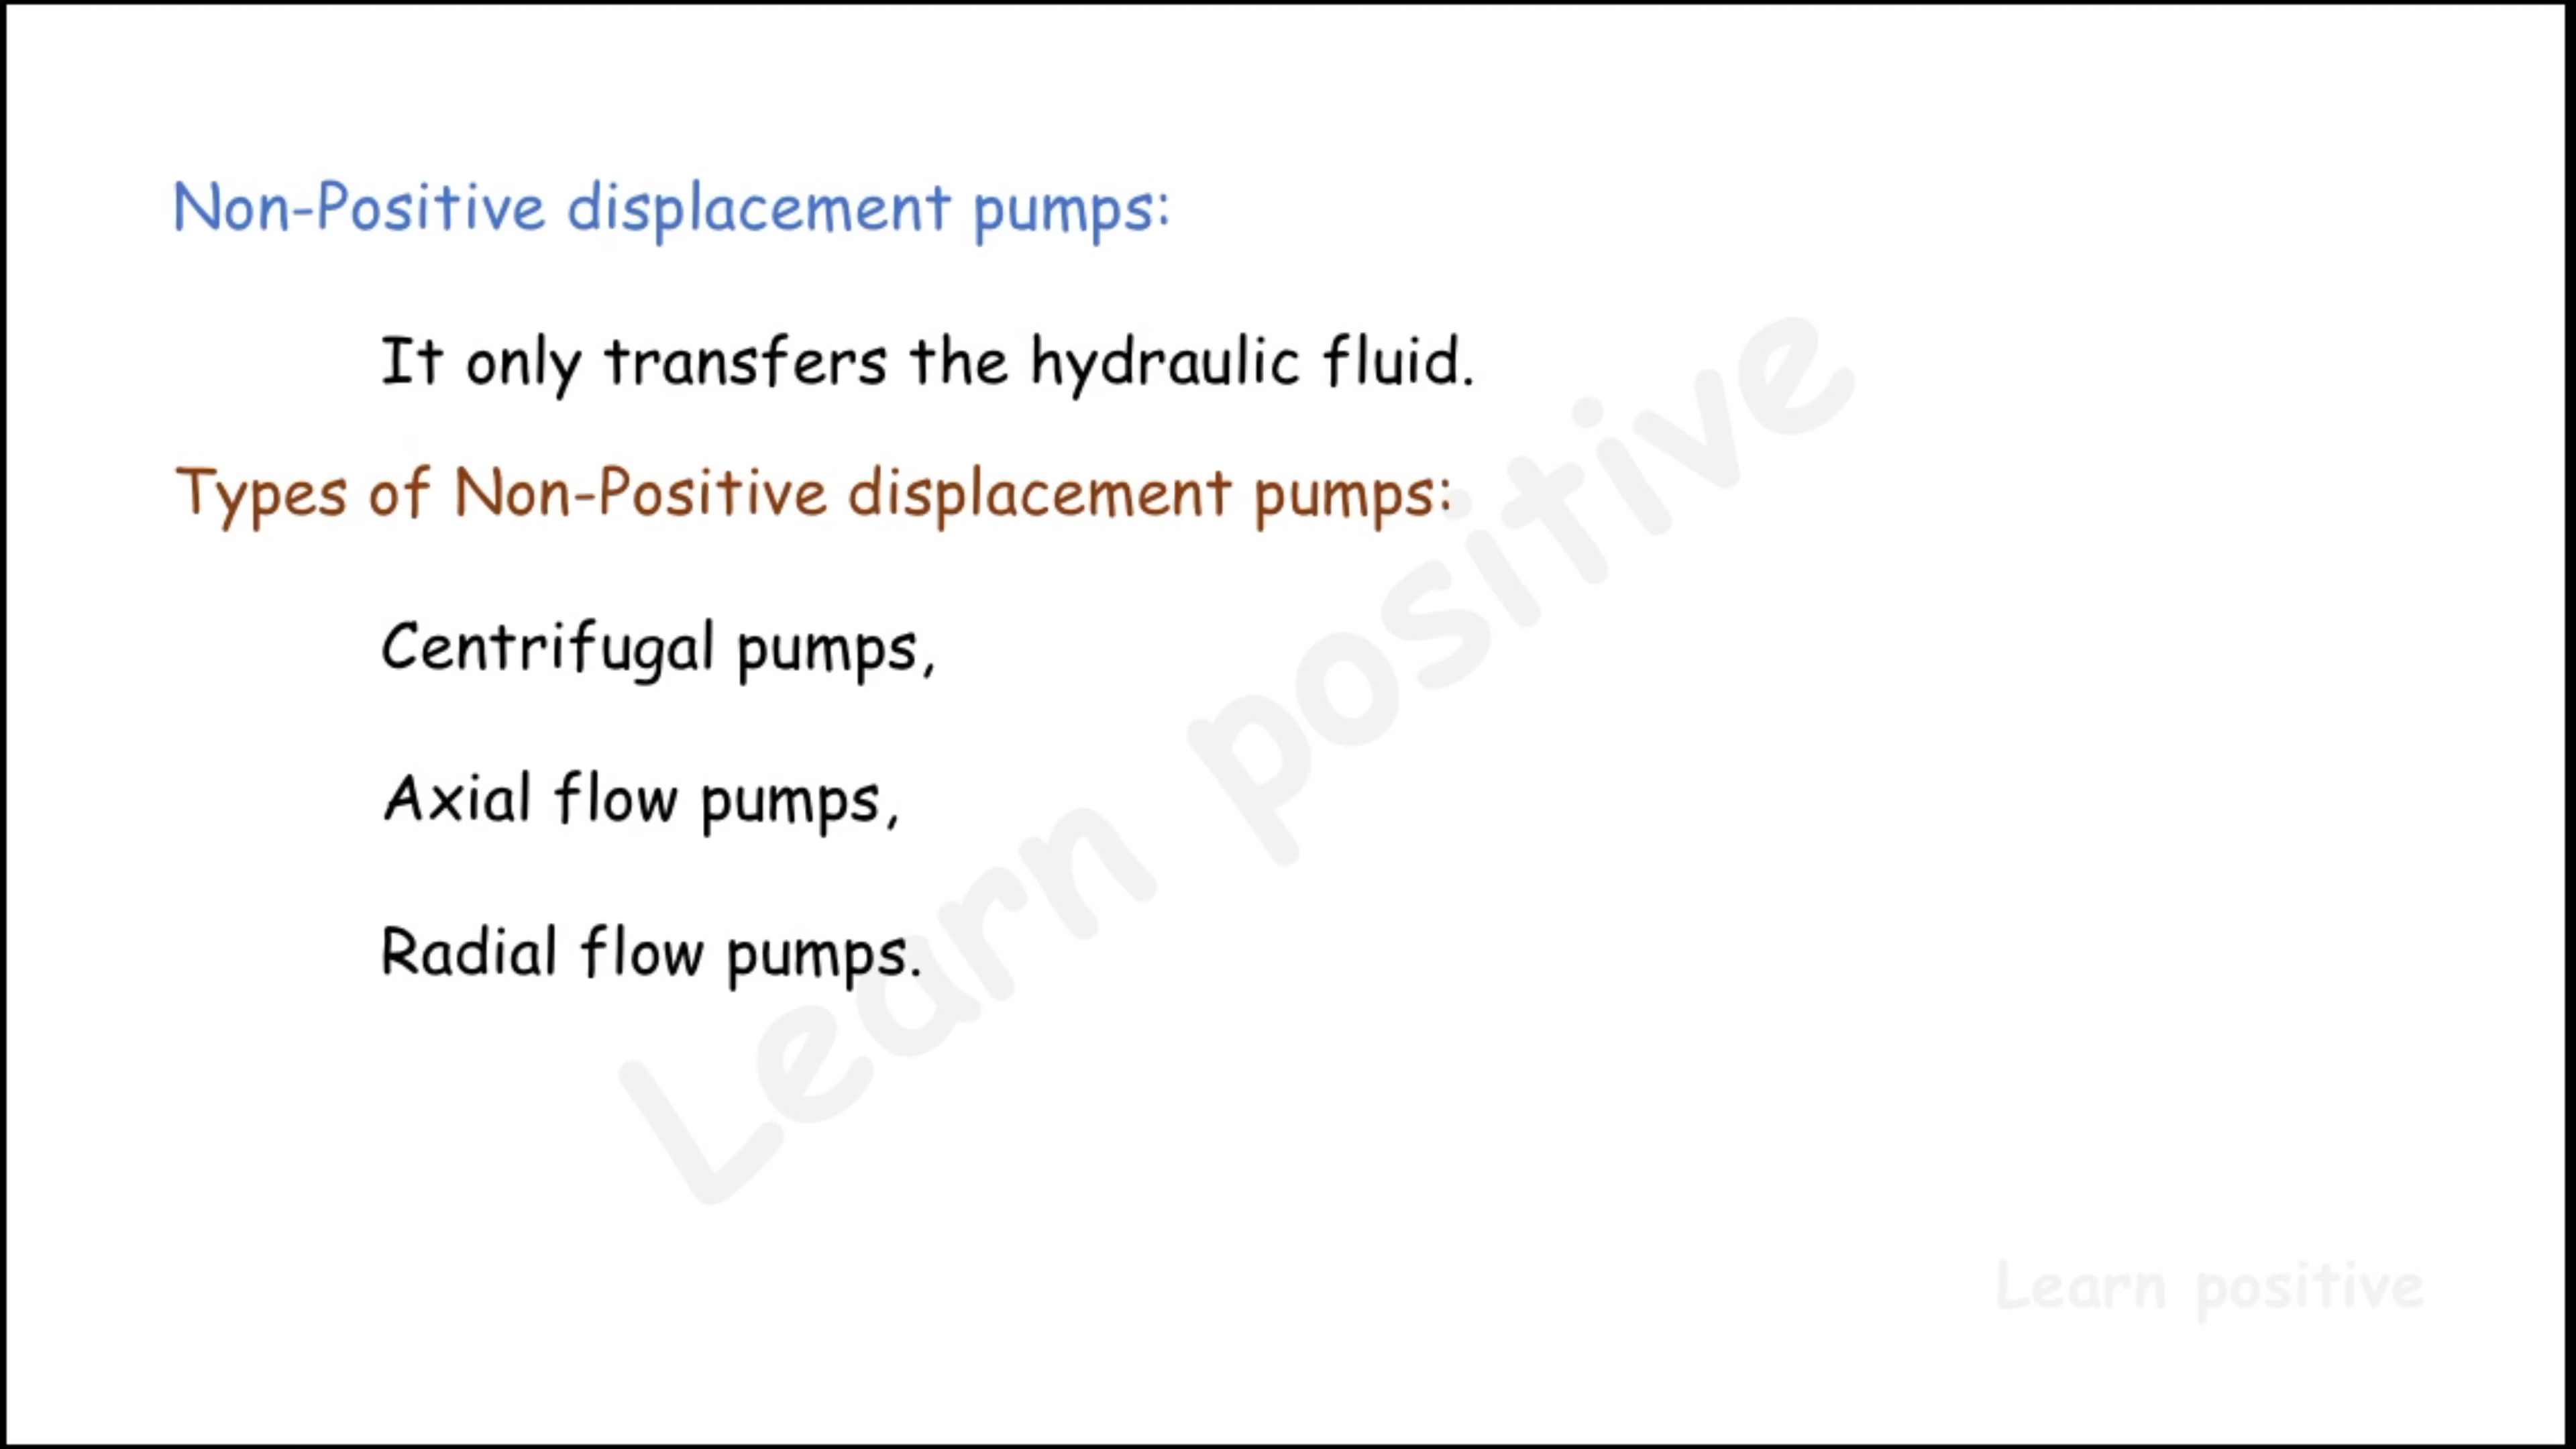 Non-Positive displacement pumps:
It only transfers the hydraulic fluid.
Types of Non-Positive displacement pumps:
Centrifugal pumps,
Axial flow pumps,
Radial flow pumps.
Learn positive
Learn positive